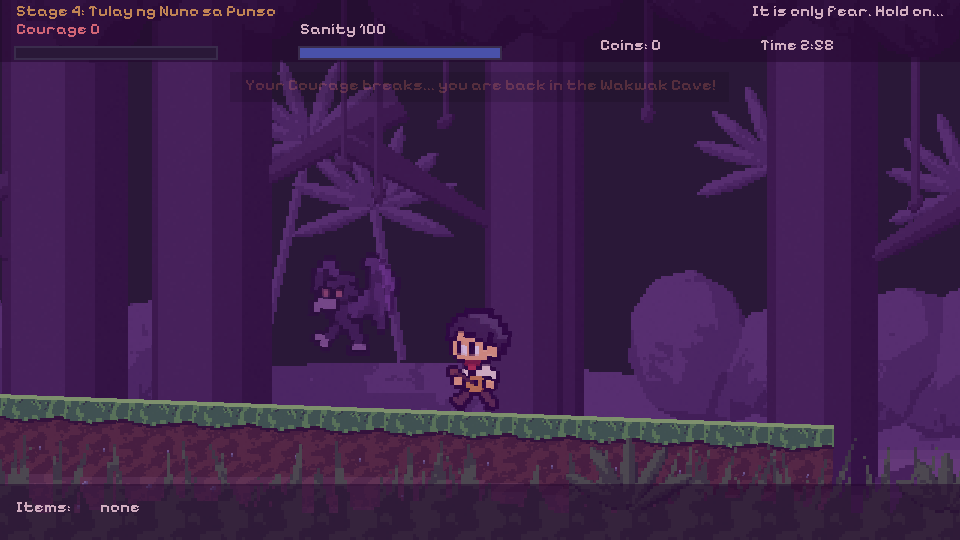 Stage 4: Tulay ng Nuno sa Punso
It is only fear. Hold on...
Courage 0
Sanity 100
Coins: 0
Time 2:58
Your Courage breaks... you are back in the Wakwak Cave!
Items: none